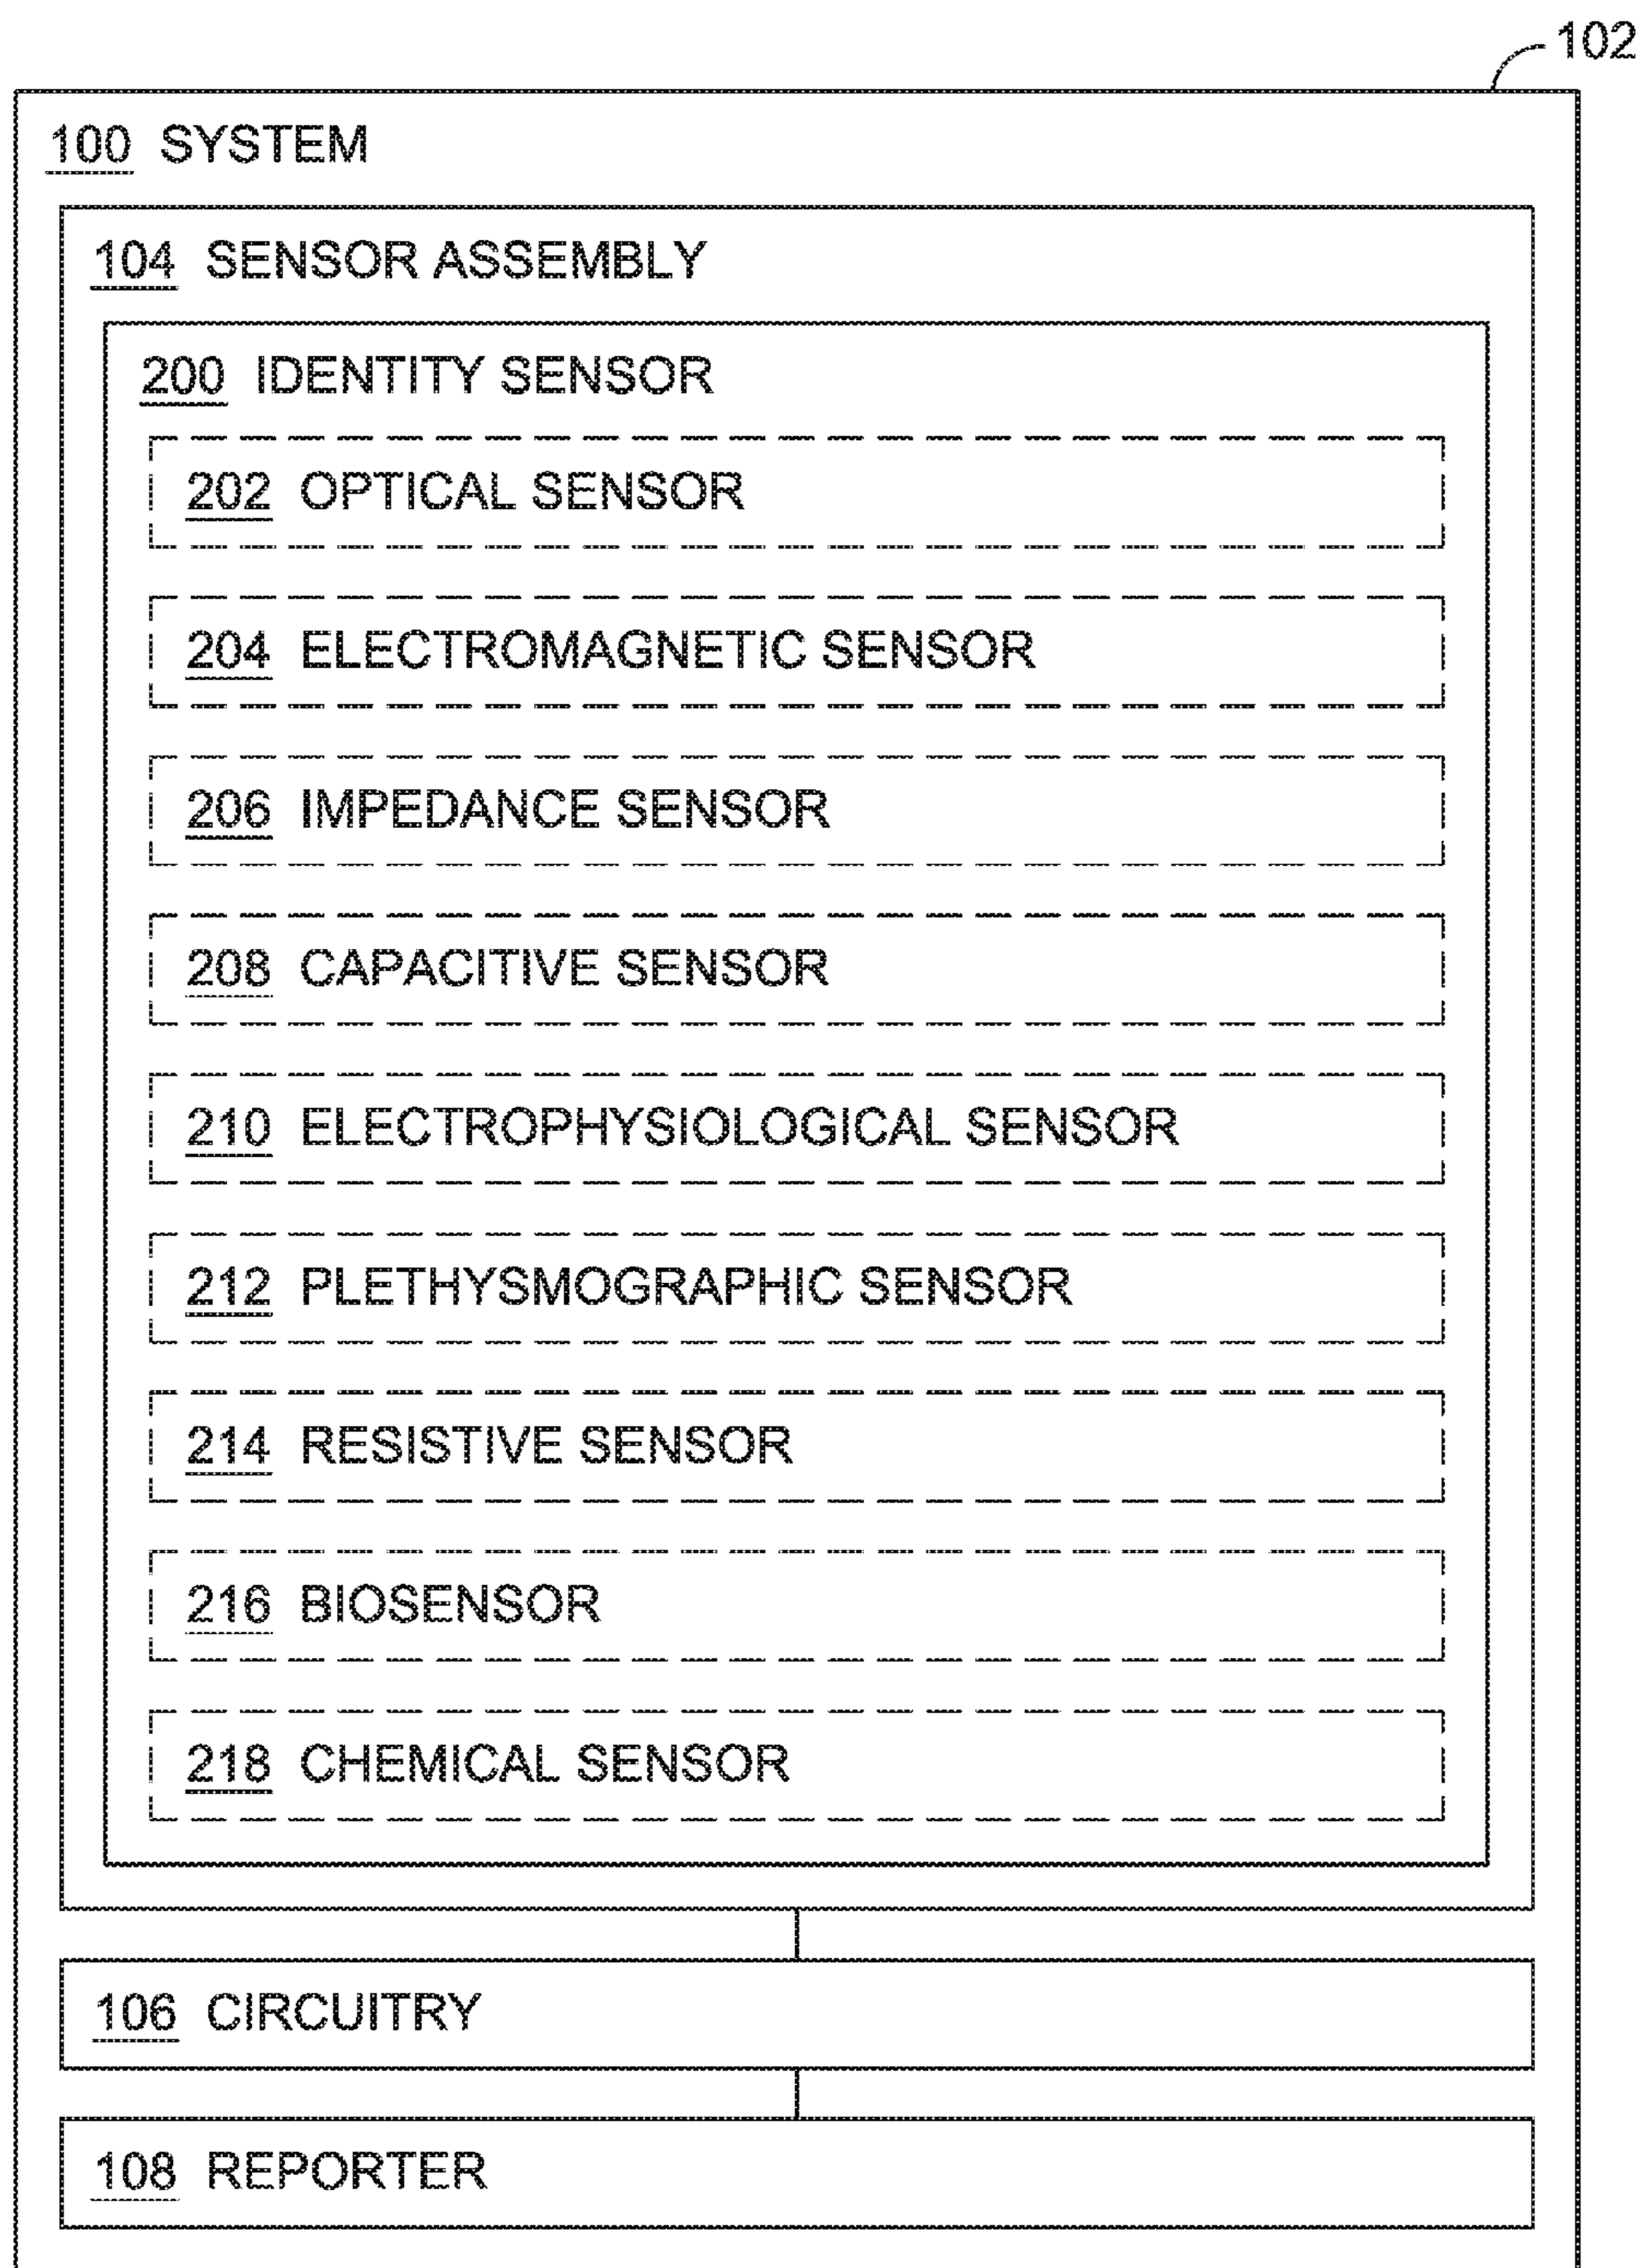 102
100 SYSTEM
104 SENSOR ASSEMBLY
200 IDENTITY SENSOR
202 OPTICAL SENSOR
204 ELECTROMAGNETIC SENSOR
206 IMPEDANCE SENSOR
208 CAPACITIVE SENSOR
210 ELECTROPHYSIOLOGICAL SENSOR
212 PLETHYSMOGRAPHIC SENSOR
214 RESISTIVE SENSOR
216 BIOSENSOR
218 CHEMICAL SENSOR
106 CIRCUITRY
108 REPORTER